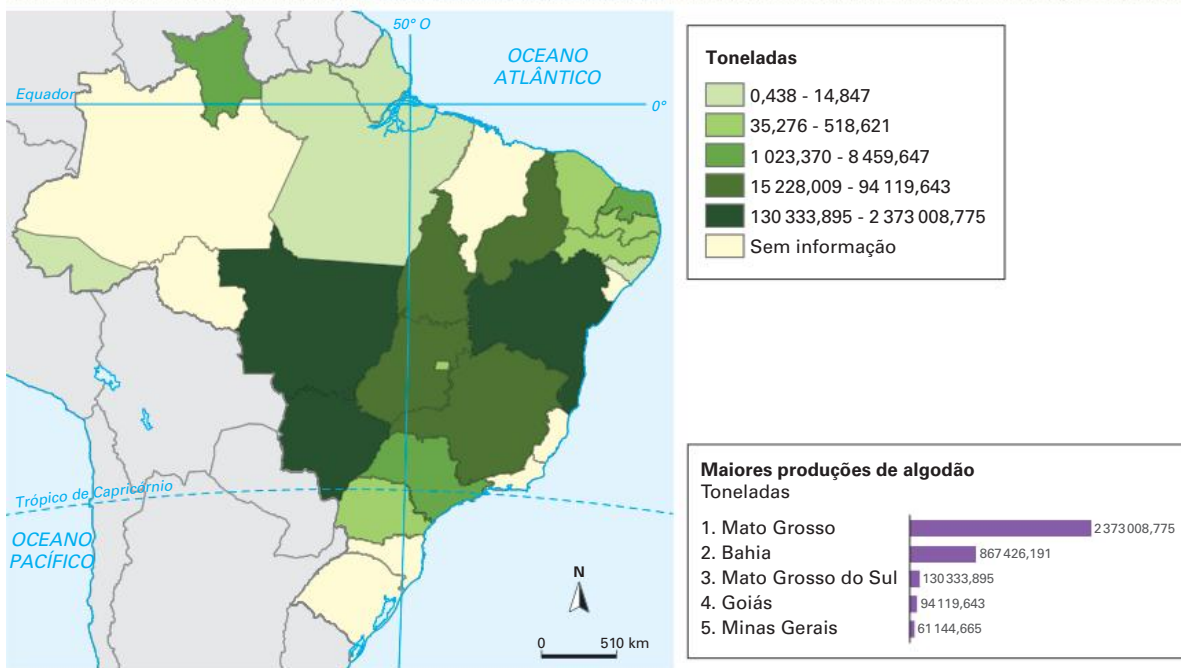 50° O
OCEANO
ATLÂNTICO
Equador
0°
Trópico de Capricórnio
OCEANO
PACÍFICO
N
0 510 km
Toneladas
0,438 - 14,847
35,276 - 518,621
1 023,370 - 8 459,647
15 228,009 - 94 119,643
130 333,895 - 2 373 008,775
Sem informação
Maiores produções de algodão
Toneladas
1. Mato Grosso 2 373 008,775
2. Bahia 867 426,191
3. Mato Grosso do Sul 130 333,895
4. Goiás 94 119,643
5. Minas Gerais 61 144,665